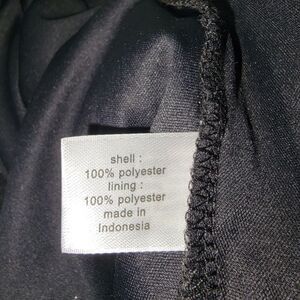 shell :
100% polyester
lining :
100% polyester
made in
Indonesia